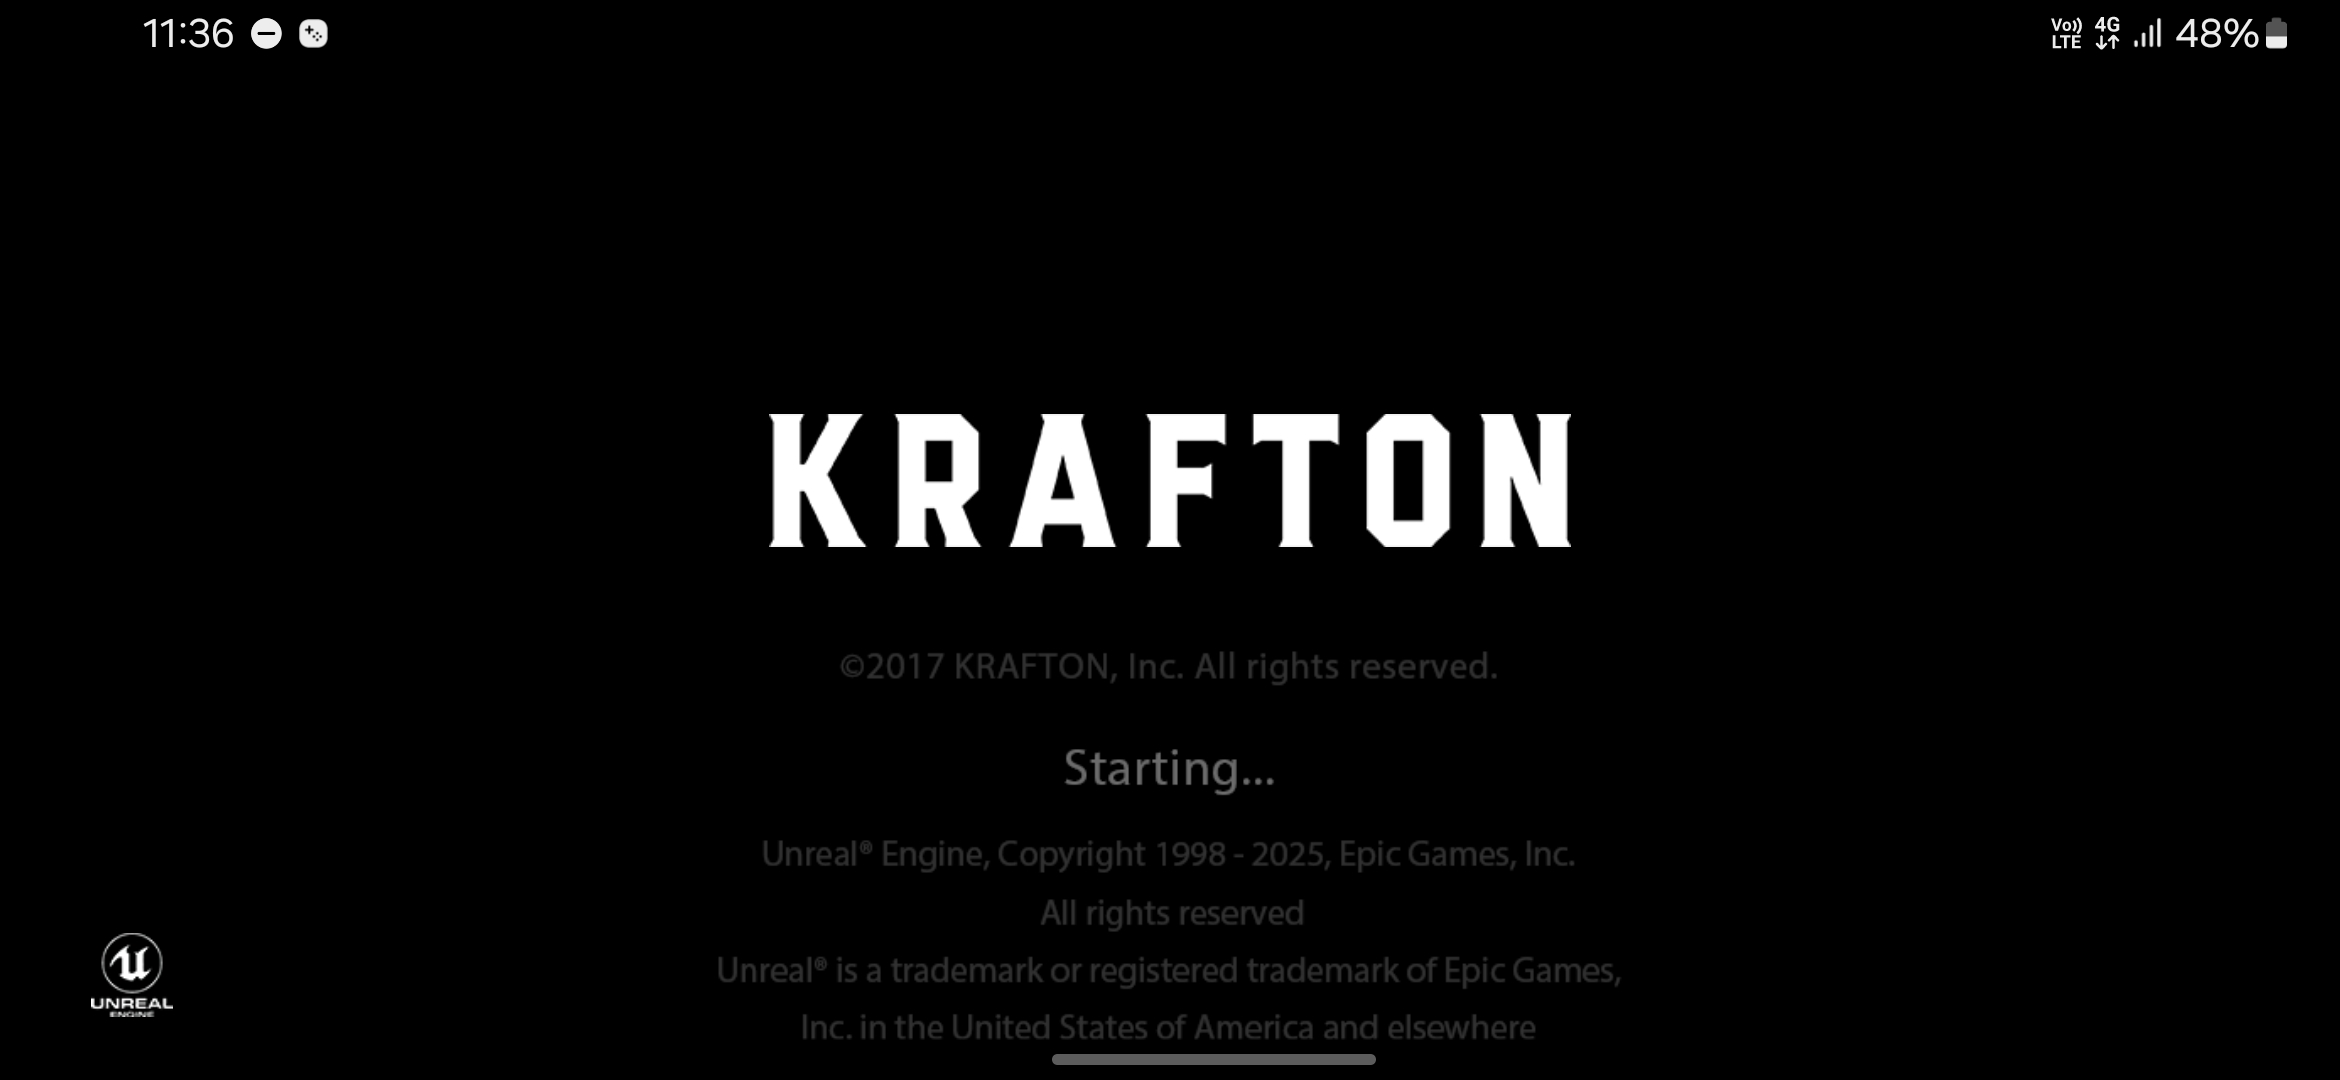 11:36
Vo)) LTE 4G 48%
KRAFTON
©2017 KRAFTON, Inc. All rights reserved.
Starting...
Unreal® Engine, Copyright 1998 - 2025, Epic Games, Inc.
All rights reserved
Unreal® is a trademark or registered trademark of Epic Games,
Inc. in the United States of America and elsewhere
UNREAL
ENGINE